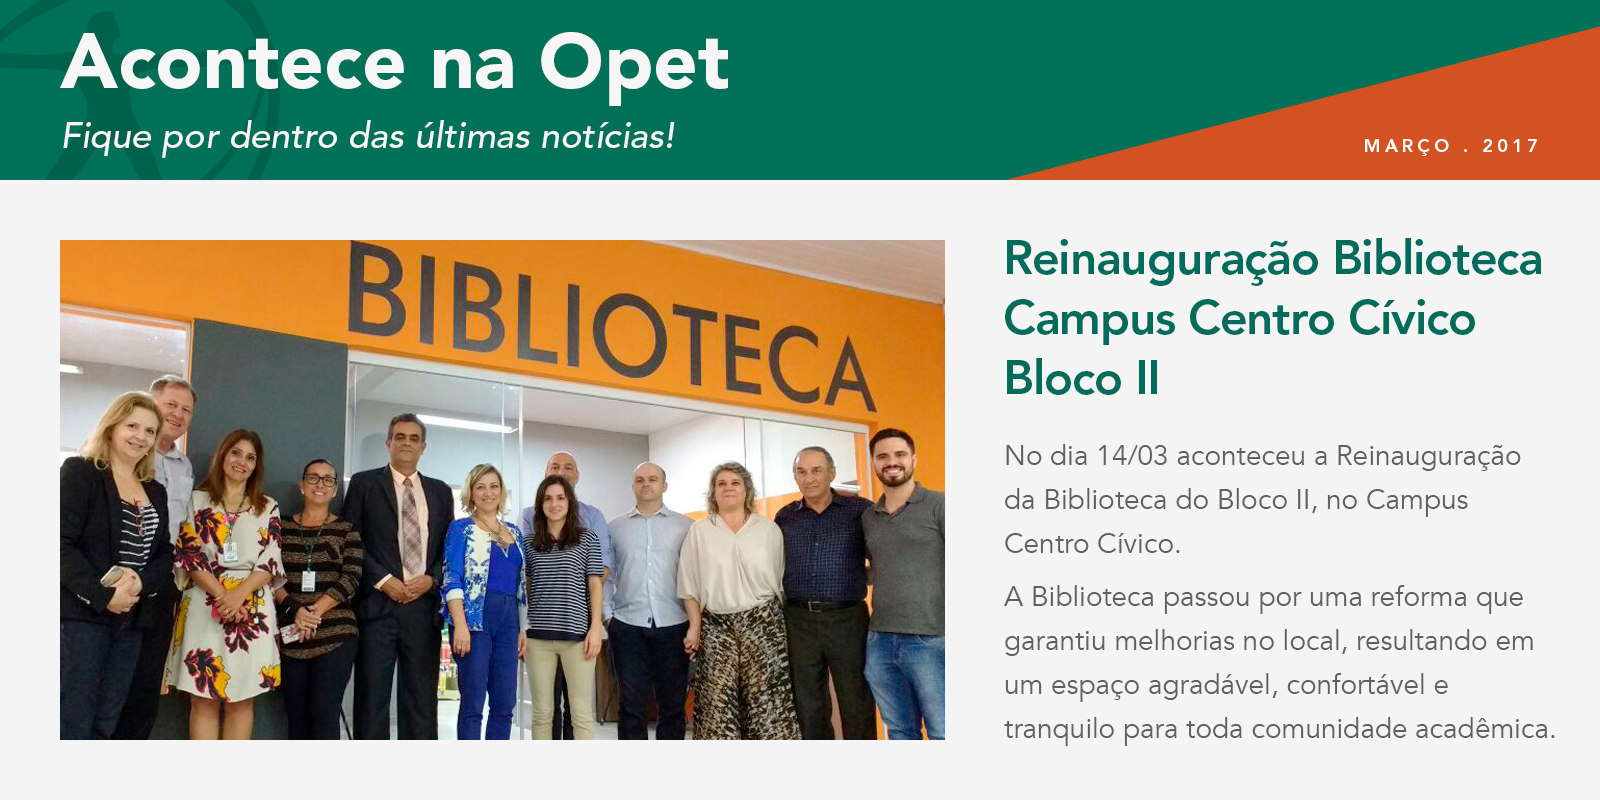 Acontece na Opet
Fique por dentro das últimas notícias!
MARÇO . 2017
BIBLIOTECA
Reinauguração Biblioteca
Campus Centro Cívico
Bloco II
No dia 14/03 aconteceu a Reinauguração
da Biblioteca do Bloco II, no Campus
Centro Cívico.
A Biblioteca passou por uma reforma que
garantiu melhorias no local, resultando em
um espaço agradável, confortável e
tranquilo para toda comunidade acadêmica.